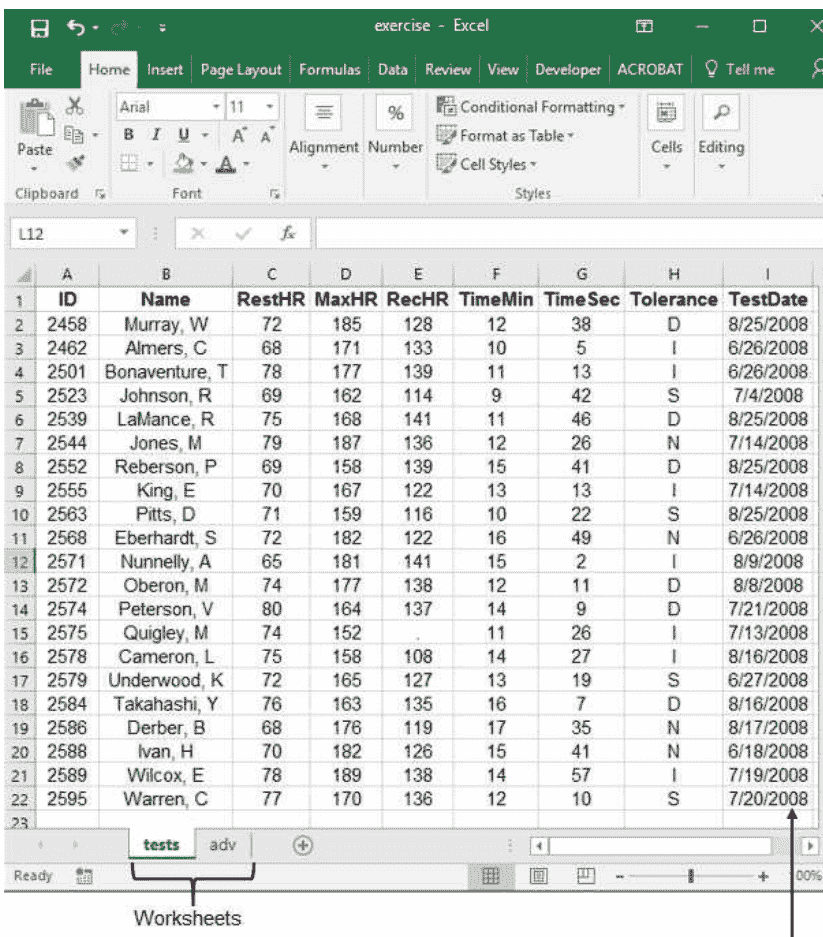 exercise - Excel
File Home Insert Page Layout Formulas Data Review View Developer ACROBAT Tell me
Paste
Arial 11
B I U A A
A
Alignment
%
Number
Conditional Formatting
Format as Table
Cell Styles
Cells
Editing
Clipboard Font Styles
L12 fx
A B C D E F G H I
1 ID Name RestHR MaxHR RecHR TimeMin TimeSec Tolerance TestDate
2 2458 Murray, W 72 185 128 12 38 D 8/25/2008
3 2462 Almers, C 68 171 133 10 5 I 6/26/2008
4 2501 Bonaventure, T 78 177 139 11 13 I 6/26/2008
5 2523 Johnson, R 69 162 114 9 42 S 7/4/2008
6 2539 LaMance, R 75 168 141 11 46 D 8/25/2008
7 2544 Jones, M 79 187 136 12 26 N 7/14/2008
8 2552 Reberson, P 69 158 139 15 41 D 8/25/2008
9 2555 King, E 70 167 122 13 13 I 7/14/2008
10 2563 Pitts, D 71 159 116 10 22 S 8/25/2008
11 2568 Eberhardt, S 72 182 122 16 49 N 6/26/2008
12 2571 Nunnelly, A 65 181 141 15 2 I 8/9/2008
13 2572 Oberon, M 74 177 138 12 11 D 8/8/2008
14 2574 Peterson, V 80 164 137 14 9 D 7/21/2008
15 2575 Quigley, M 74 152 . 11 26 I 7/13/2008
16 2578 Cameron, L 75 158 108 14 27 I 8/16/2008
17 2579 Underwood, K 72 165 127 13 19 S 6/27/2008
18 2584 Takahashi, Y 76 163 135 16 7 D 8/16/2008
19 2586 Derber, B 68 176 119 17 35 N 8/17/2008
20 2588 Ivan, H 70 182 126 15 41 N 6/18/2008
21 2589 Wilcox, E 78 189 138 14 57 I 7/19/2008
22 2595 Warren, C 77 170 136 12 10 S 7/20/2008
23
tests adv
Ready 00%
Worksheets